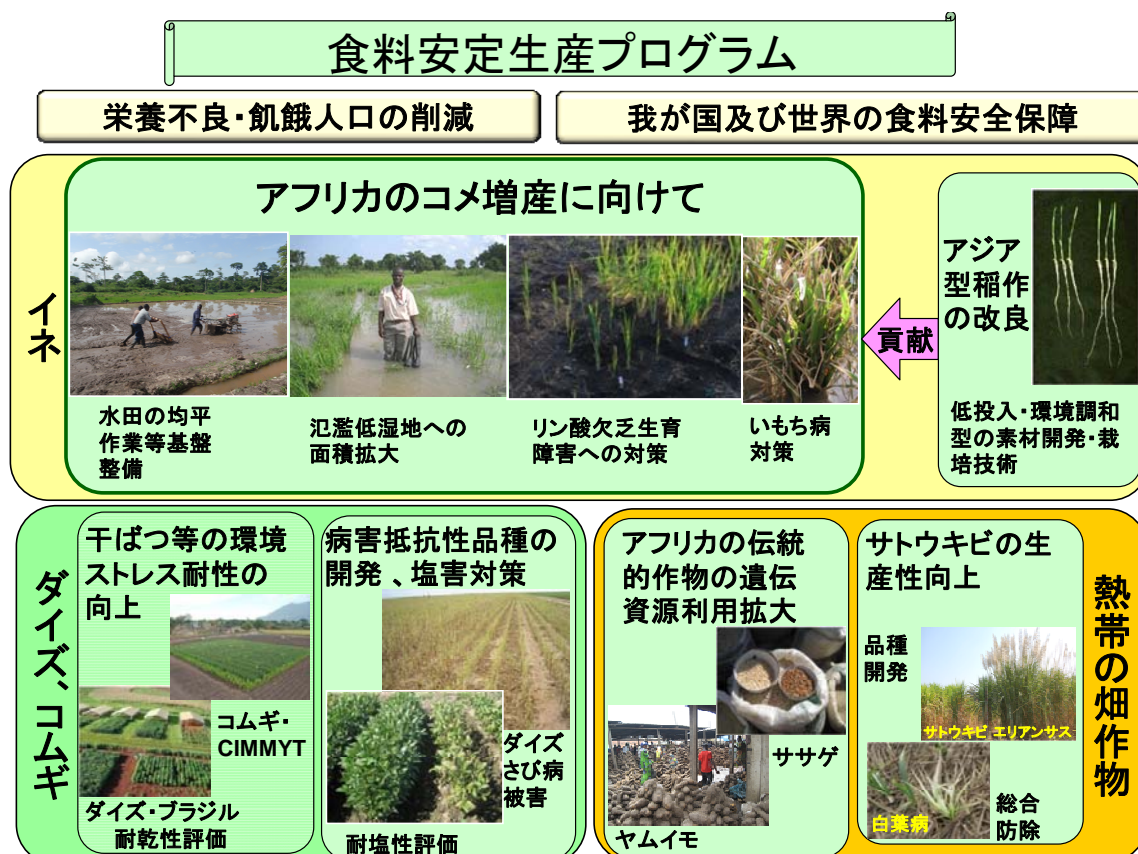 食料安定生産プログラム
栄養不良・飢餓人口の削減
我が国及び世界の食料安全保障
イネ
アフリカのコメ増産に向けて
水田の均平
作業等基盤
整備
氾濫低湿地への
面積拡大
リン酸欠乏生育
障害への対策
いもち病
対策
貢献
アジア
型稲作
の改良
低投入・環境調和
型の素材開発・栽
培技術
ダイズ、コムギ
干ばつ等の環境
ストレス耐性の
向上
コムギ・
CIMMYT
ダイズ・ブラジル
耐乾性評価
病害抵抗性品種の
開発 、塩害対策
ダイズ
さび病
被害
耐塩性評価
アフリカの伝統
的作物の遺伝
資源利用拡大
ササゲ
ヤムイモ
サトウキビの生
産性向上
品種
開発
サトウキビ エリアンサス
白葉病
総合
防除
熱帯の畑作物